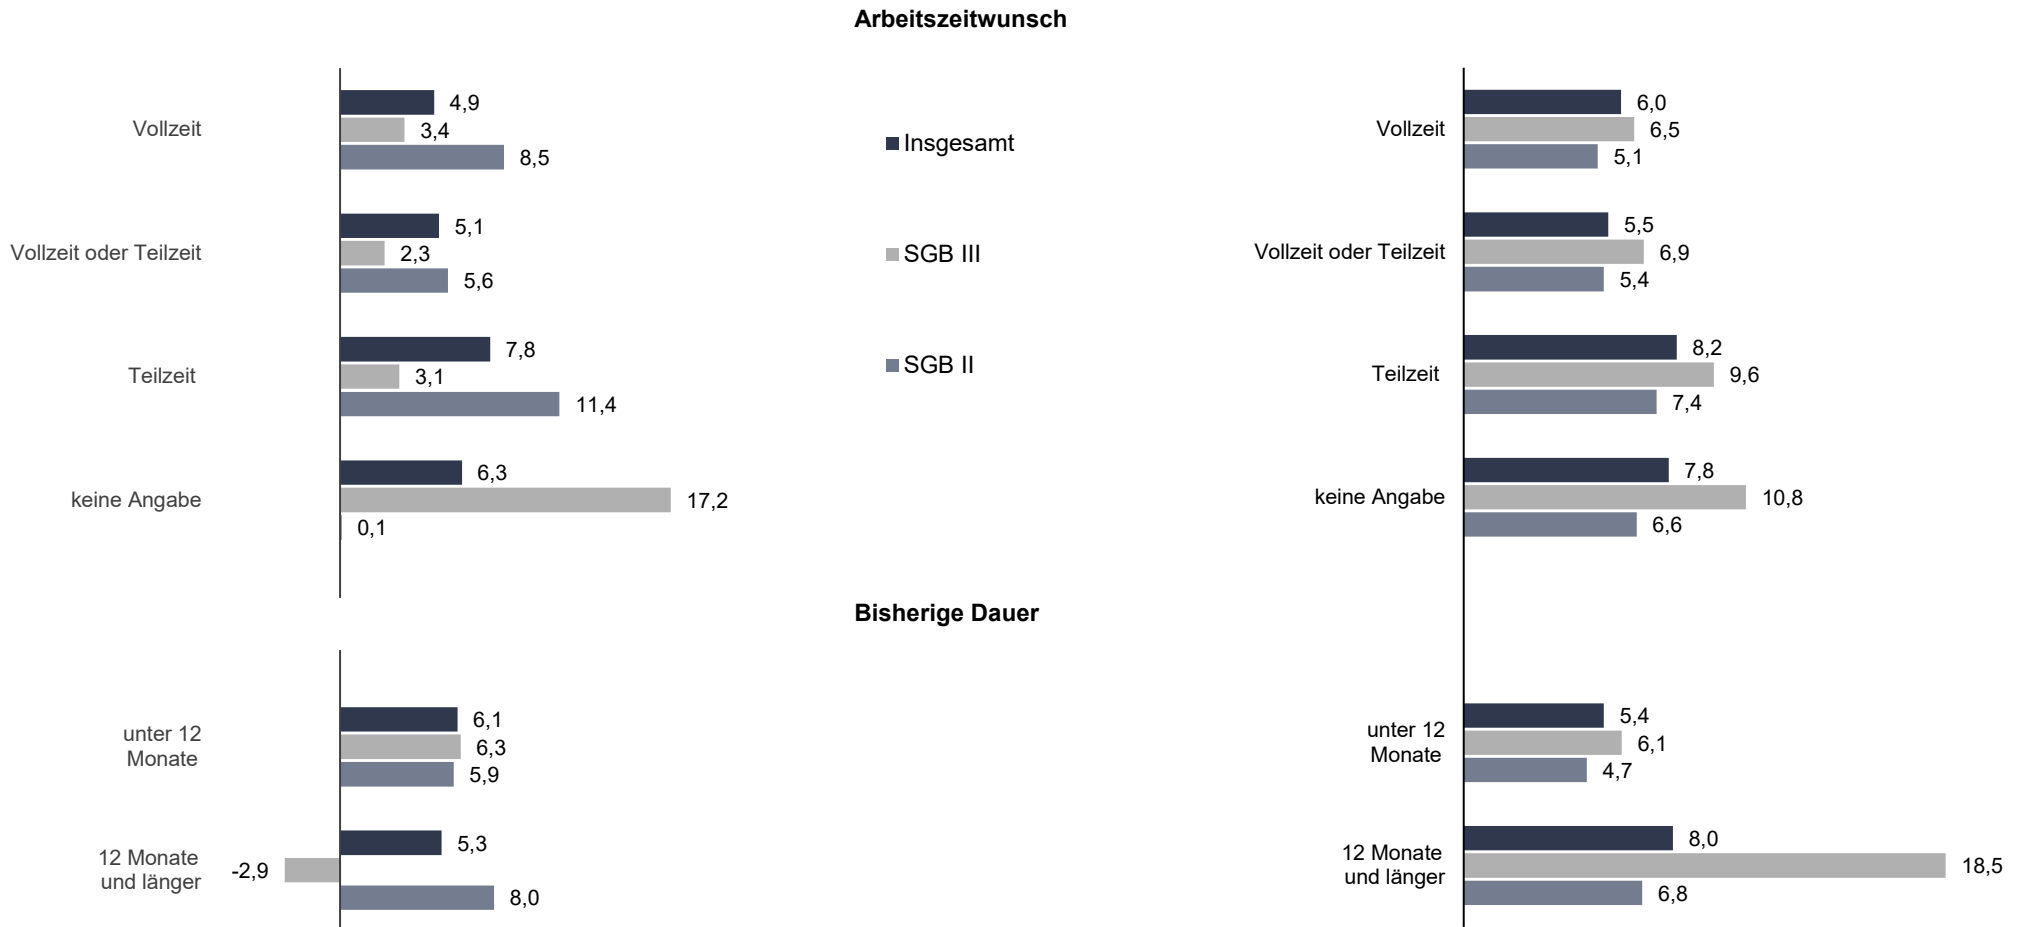 Arbeitszeitwunsch
Vollzeit
4,9
3,4
8,5
Vollzeit oder Teilzeit
5,1
2,3
5,6
Teilzeit
7,8
3,1
11,4
keine Angabe
6,3
17,2
0,1
Insgesamt
SGB III
SGB II
Vollzeit
6,0
6,5
5,1
Vollzeit oder Teilzeit
5,5
6,9
5,4
Teilzeit
8,2
9,6
7,4
keine Angabe
7,8
10,8
6,6
Bisherige Dauer
unter 12
Monate
6,1
6,3
5,9
12 Monate
und länger
5,3
-2,9
8,0
unter 12
Monate
5,4
6,1
4,7
12 Monate
und länger
8,0
18,5
6,8